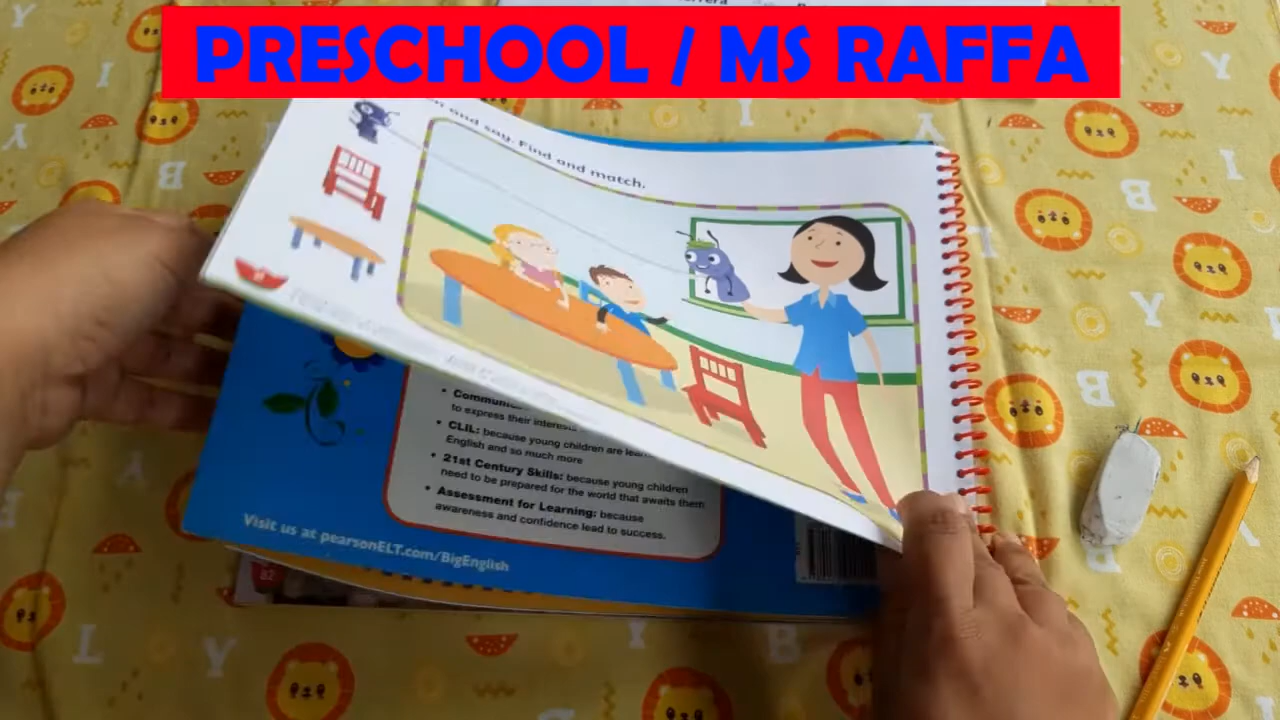 PRESCHOOL / MS RAFFA
and say. Find and match.
to express their interests
• CLIL: because young children are
English and so much more
• 21st Century Skills: because young children
need to be prepared for the world that awaits them
• Assessment for Learning: because
awareness and confidence lead to success.
Visit us at pearsonELT.com/BigEnglish
82